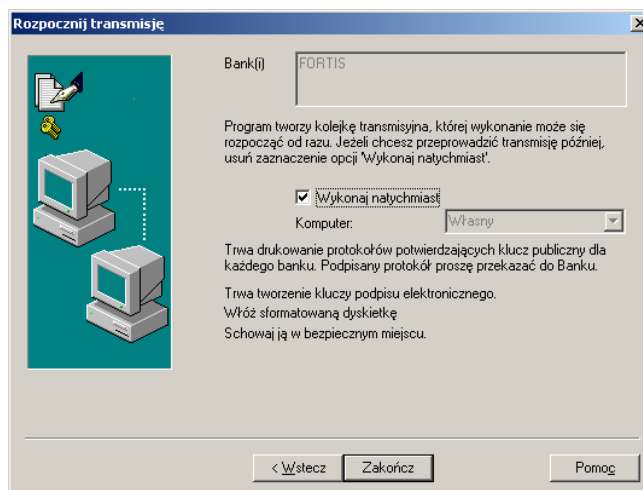 Rozpocznij transmisję
Bank(i)
FORTIS
Program tworzy kolejkę transmisyjna, której wykonanie może się
rozpocząć od razu. Jeżeli chcesz przeprowadzić transmisję później,
usuń zaznaczenie opcji 'Wykonaj natychmiast'.
Wykonaj natychmiast
Komputer: Własny
Trwa drukowanie protokołów potwierdzających klucz publiczny dla
każdego banku. Podpisany protokół proszę przekazać do Banku.
Trwa tworzenie kluczy podpisu elektronicznego.
Włóż sformatowaną dyskietkę
Schowaj ją w bezpiecznym miejscu.
< Wstecz Zakończ Pomoc